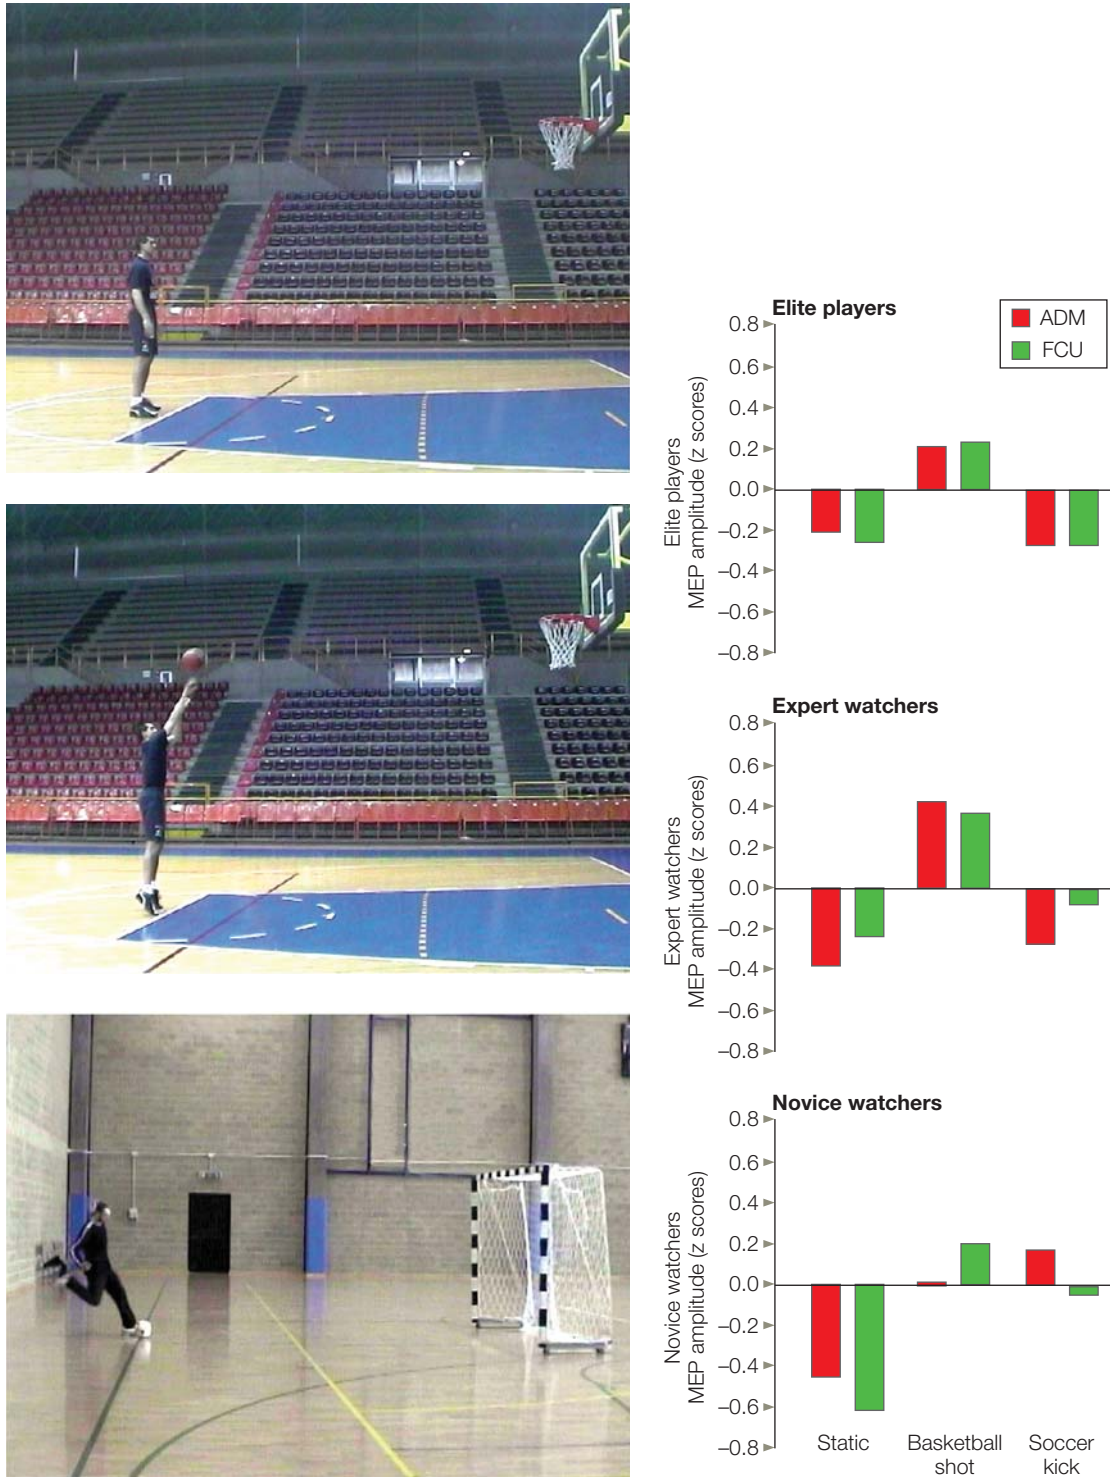 Elite players
ADM
FCU
Elite players
MEP amplitude (z scores)
0.8
0.6
0.4
0.2
0.0
–0.2
–0.4
–0.6
–0.8
Expert watchers
Expert watchers
MEP amplitude (z scores)
0.8
0.6
0.4
0.2
0.0
–0.2
–0.4
–0.6
–0.8
Novice watchers
Novice watchers
MEP amplitude (z scores)
0.8
0.6
0.4
0.2
0.0
–0.2
–0.4
–0.6
–0.8
Static
Basketball
shot
Soccer
kick